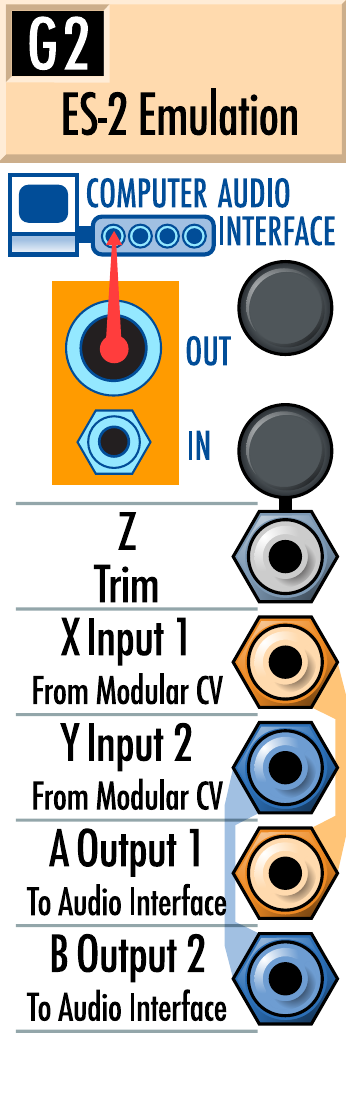 G2
ES-2 Emulation
COMPUTER AUDIO
INTERFACE
OUT
IN
Z
Trim
X Input 1
From Modular CV
Y Input 2
From Modular CV
A Output 1
To Audio Interface
B Output 2
To Audio Interface